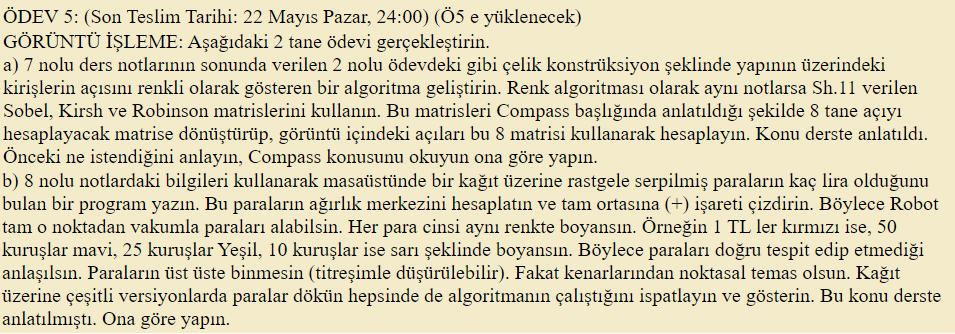 ÖDEV 5: (Son Teslim Tarihi: 22 Mayıs Pazar, 24:00) (Ö5 e yüklenecek)
GÖRÜNTÜ İŞLEME: Aşağıdaki 2 tane ödevi gerçekleştirin.
a) 7 nolu ders notlarının sonunda verilen 2 nolu ödevdeki gibi çelik konstrüksiyon şeklinde yapının üzerindeki
kirişlerin açısını renkli olarak gösteren bir algoritma geliştirin. Renk algoritması olarak aynı notlarsa Sh.11 verilen
Sobel, Kirsh ve Robinson matrislerini kullanın. Bu matrisleri Compass başlığında anlatıldığı şekilde 8 tane açıyı
hesaplayacak matrise dönüştürüp, görüntü içindeki açıları bu 8 matrisi kullanarak hesaplayın. Konu derste anlatıldı.
Önceki ne istendiğini anlayın, Compass konusunu okuyun ona göre yapın.
b) 8 nolu notlardaki bilgileri kullanarak masaüstünde bir kağıt üzerine rastgele serpilmiş paraların kaç lira olduğunu
bulan bir program yazın. Bu paraların ağırlık merkezini hesaplatın ve tam ortasına (+) işareti çizdirin. Böylece Robot
tam o noktadan vakumla paraları alabilsin. Her para cinsi aynı renkte boyansın. Örneğin 1 TL ler kırmızı ise, 50
kuruşlar mavi, 25 kuruşlar Yeşil, 10 kuruşlar ise sarı şeklinde boyansın. Böylece paraları doğru tespit edip etmediği
anlaşılsın. Paraların üst üste binmesin (titreşimle düşürülebilir). Fakat kenarlarından noktasal temas olsun. Kağıt
üzerine çeşitli versiyonlarda paralar dökün hepsinde de algoritmanın çalıştığını ispatlayın ve gösterin. Bu konu derste
anlatılmıştı. Ona göre yapın.